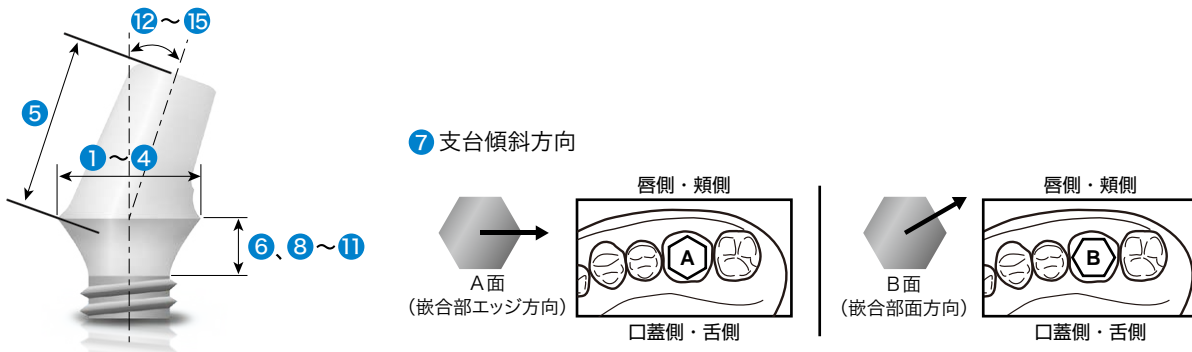 ⑫～⑮
⑤
①～④
⑥、⑧～⑪
⑦ 支台傾斜方向
A面
（嵌合部エッジ方向）
唇側・頬側
A
口蓋側・舌側
B面
（嵌合部面方向）
唇側・頬側
B
口蓋側・舌側